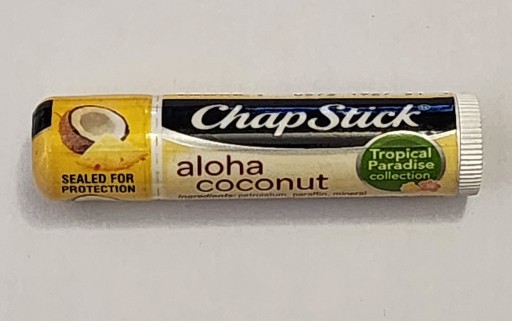 ChapStick
aloha
coconut
Tropical
Paradise
collection
SEALED FOR
PROTECTION
Ingredients: petrolatum, paraffin, mineral